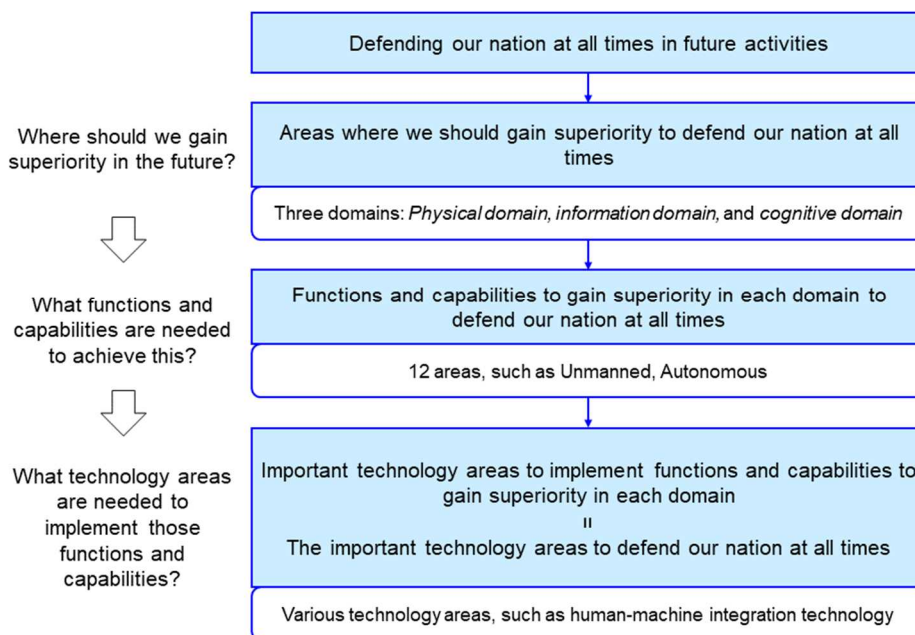 Defending our nation at all times in future activities
Where should we gain
superiority in the future?
Areas where we should gain superiority to defend our nation at all
times
Three domains: Physical domain, information domain, and cognitive domain
What functions and
capabilities are needed
to achieve this?
Functions and capabilities to gain superiority in each domain to
defend our nation at all times
12 areas, such as Unmanned, Autonomous
What technology areas
are needed to
implement those
functions and
capabilities?
Important technology areas to implement functions and capabilities to
gain superiority in each domain
=
The important technology areas to defend our nation at all times
Various technology areas, such as human-machine integration technology